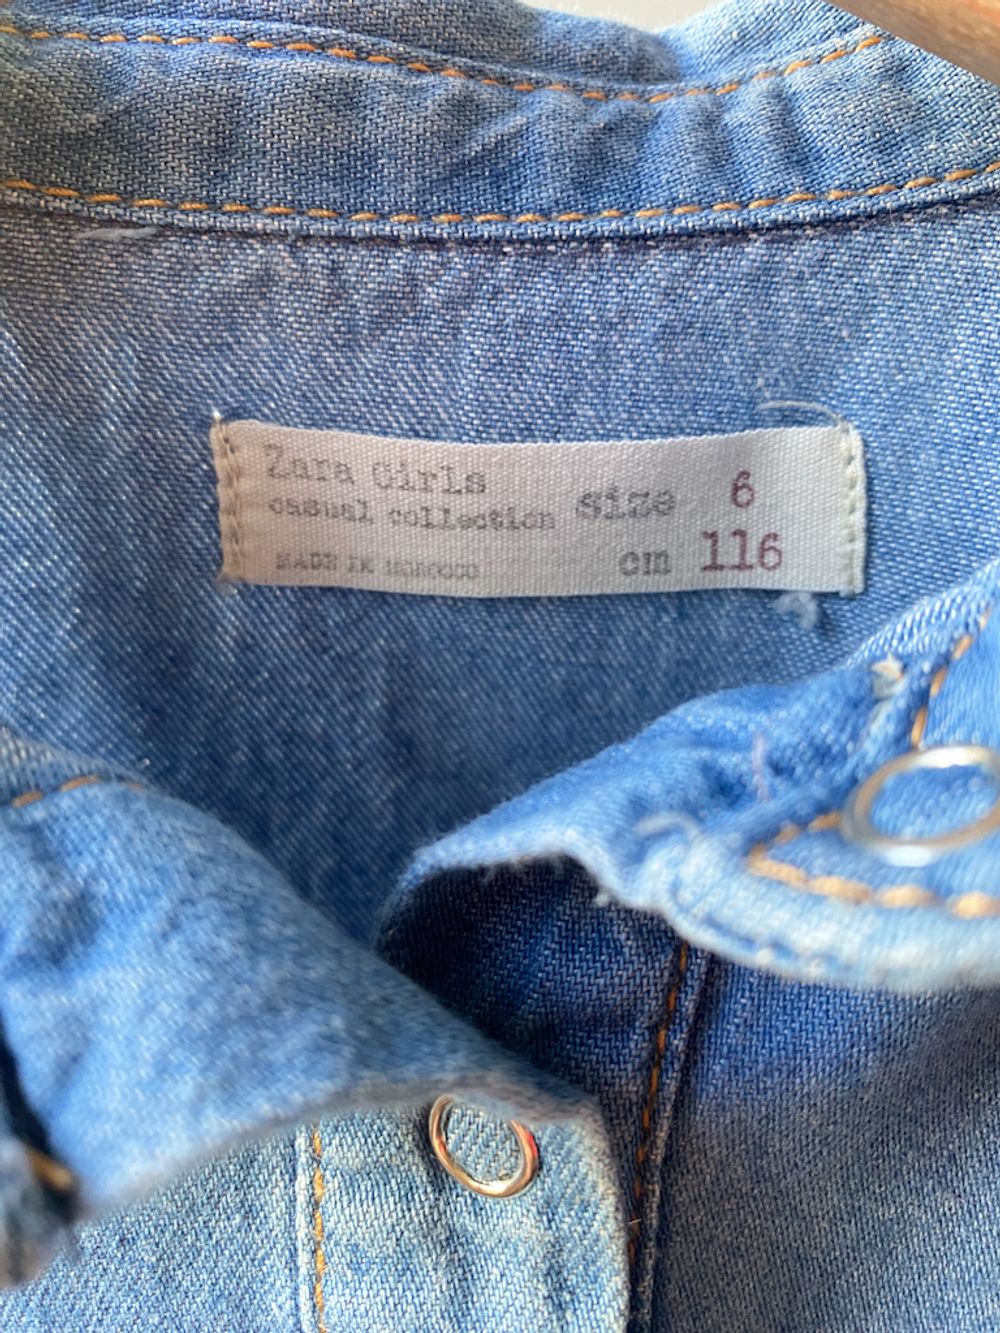 Zara Girls
casual collection
MADE IN MOROCCO
size 6
cm 116